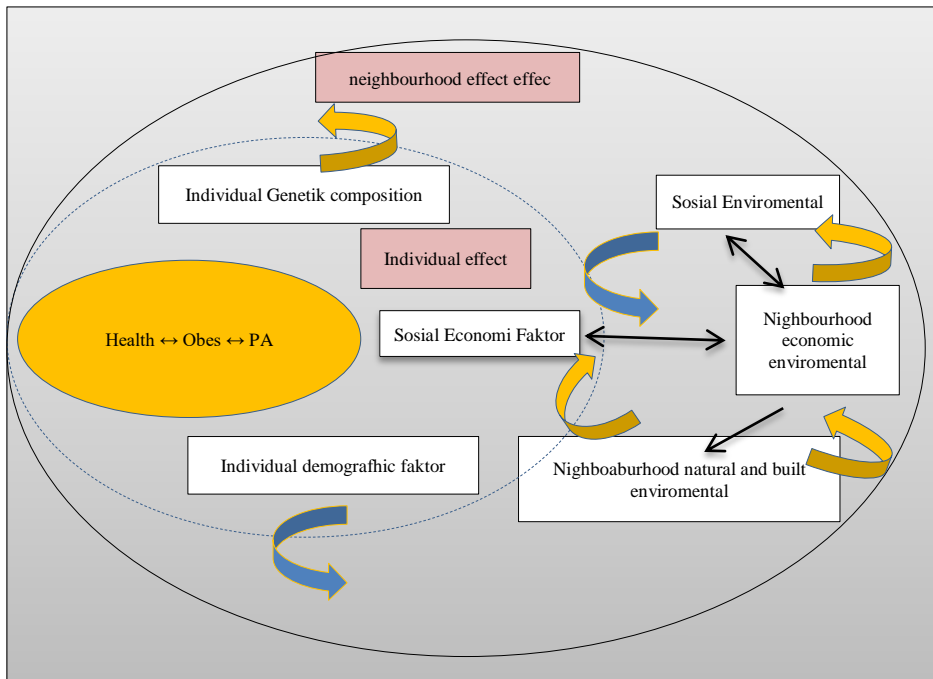 neighbourhood effect effec
Individual Genetik composition
Sosial Enviromental
Individual effect
Health ↔ Obes ↔ PA
Sosial Economi Faktor
Nighbourhood
economic
enviromental
Individual demografhic faktor
Nighboaburhood natural and built
enviromental